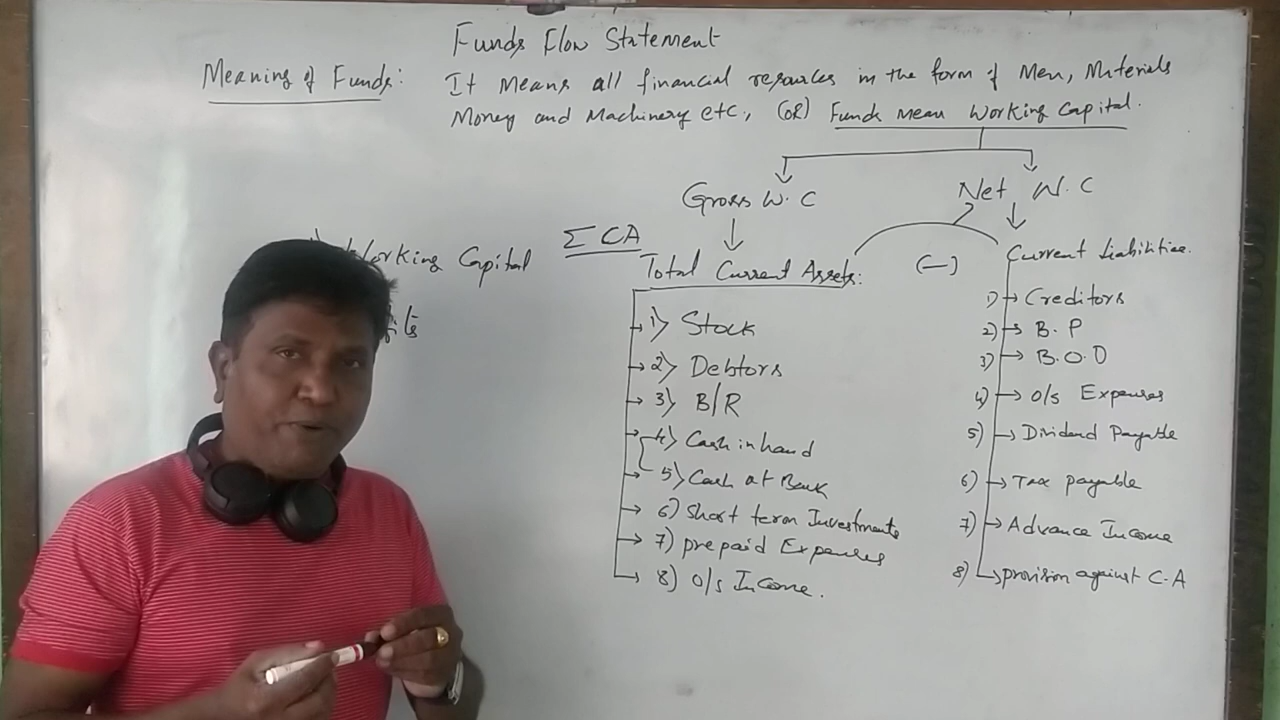 Funds Flow Statement
Meaning of Funds: It Means all financial resources in the form of Men, Materials
Money and Machinery etc, (OR) Funds mean Working Capital.
Gross W.C
Net W.C
Working Capital
Σ CA
Total Current Assets:
1) Stock
2) Debtors
3) B/R
4) Cash in hand
5) Cash at Bank
6) Short term Investments
7) prepaid Expenses
8) O/s Income.
(—)
Current Liabilities.
1) Creditors
2) B.P
3) B.O.D
4) O/s Expenses
5) Dividend Payable
6) Tax payable
7) Advance Income
8) provision against C.A